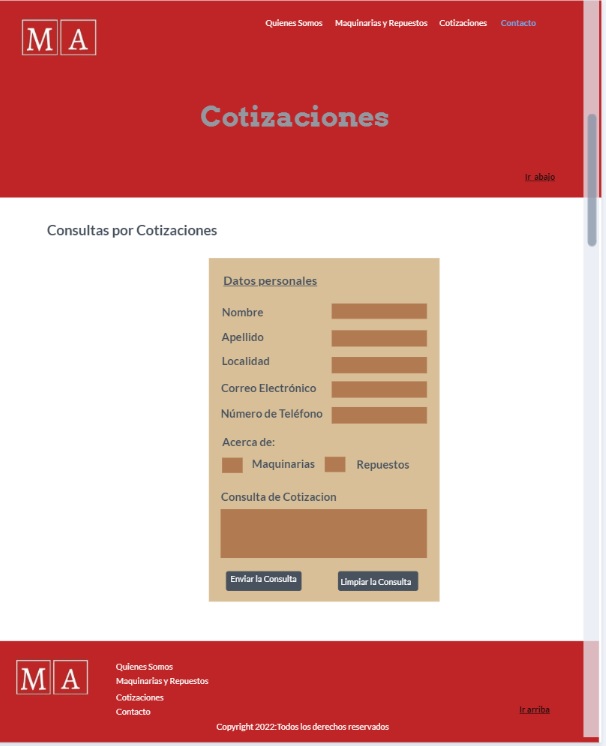 M A
Quienes Somos Maquinarias y Repuestos Cotizaciones Contacto
Cotizaciones
Ir abajo
Consultas por Cotizaciones
Datos personales
Nombre
Apellido
Localidad
Correo Electrónico
Número de Teléfono
Acerca de:
Maquinarias Repuestos
Consulta de Cotizacion
Enviar la Consulta Limpiar la Consulta
M A
Quienes Somos
Maquinarias y Repuestos
Cotizaciones
Contacto
Ir arriba
Copyright 2022:Todos los derechos reservados